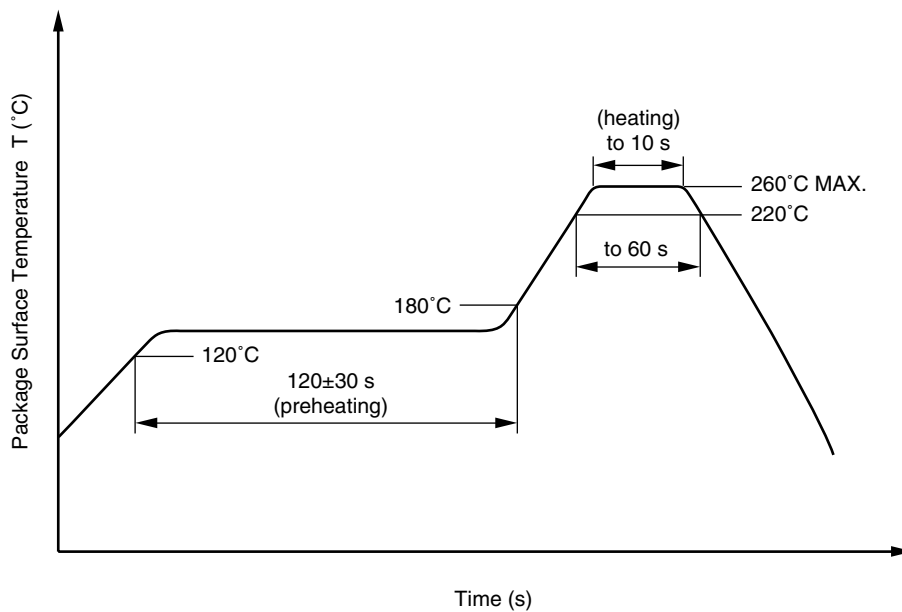 Package Surface Temperature T (˚C)
(heating)
to 10 s
260˚C MAX.
220˚C
to 60 s
180˚C
120˚C
120±30 s
(preheating)
Time (s)